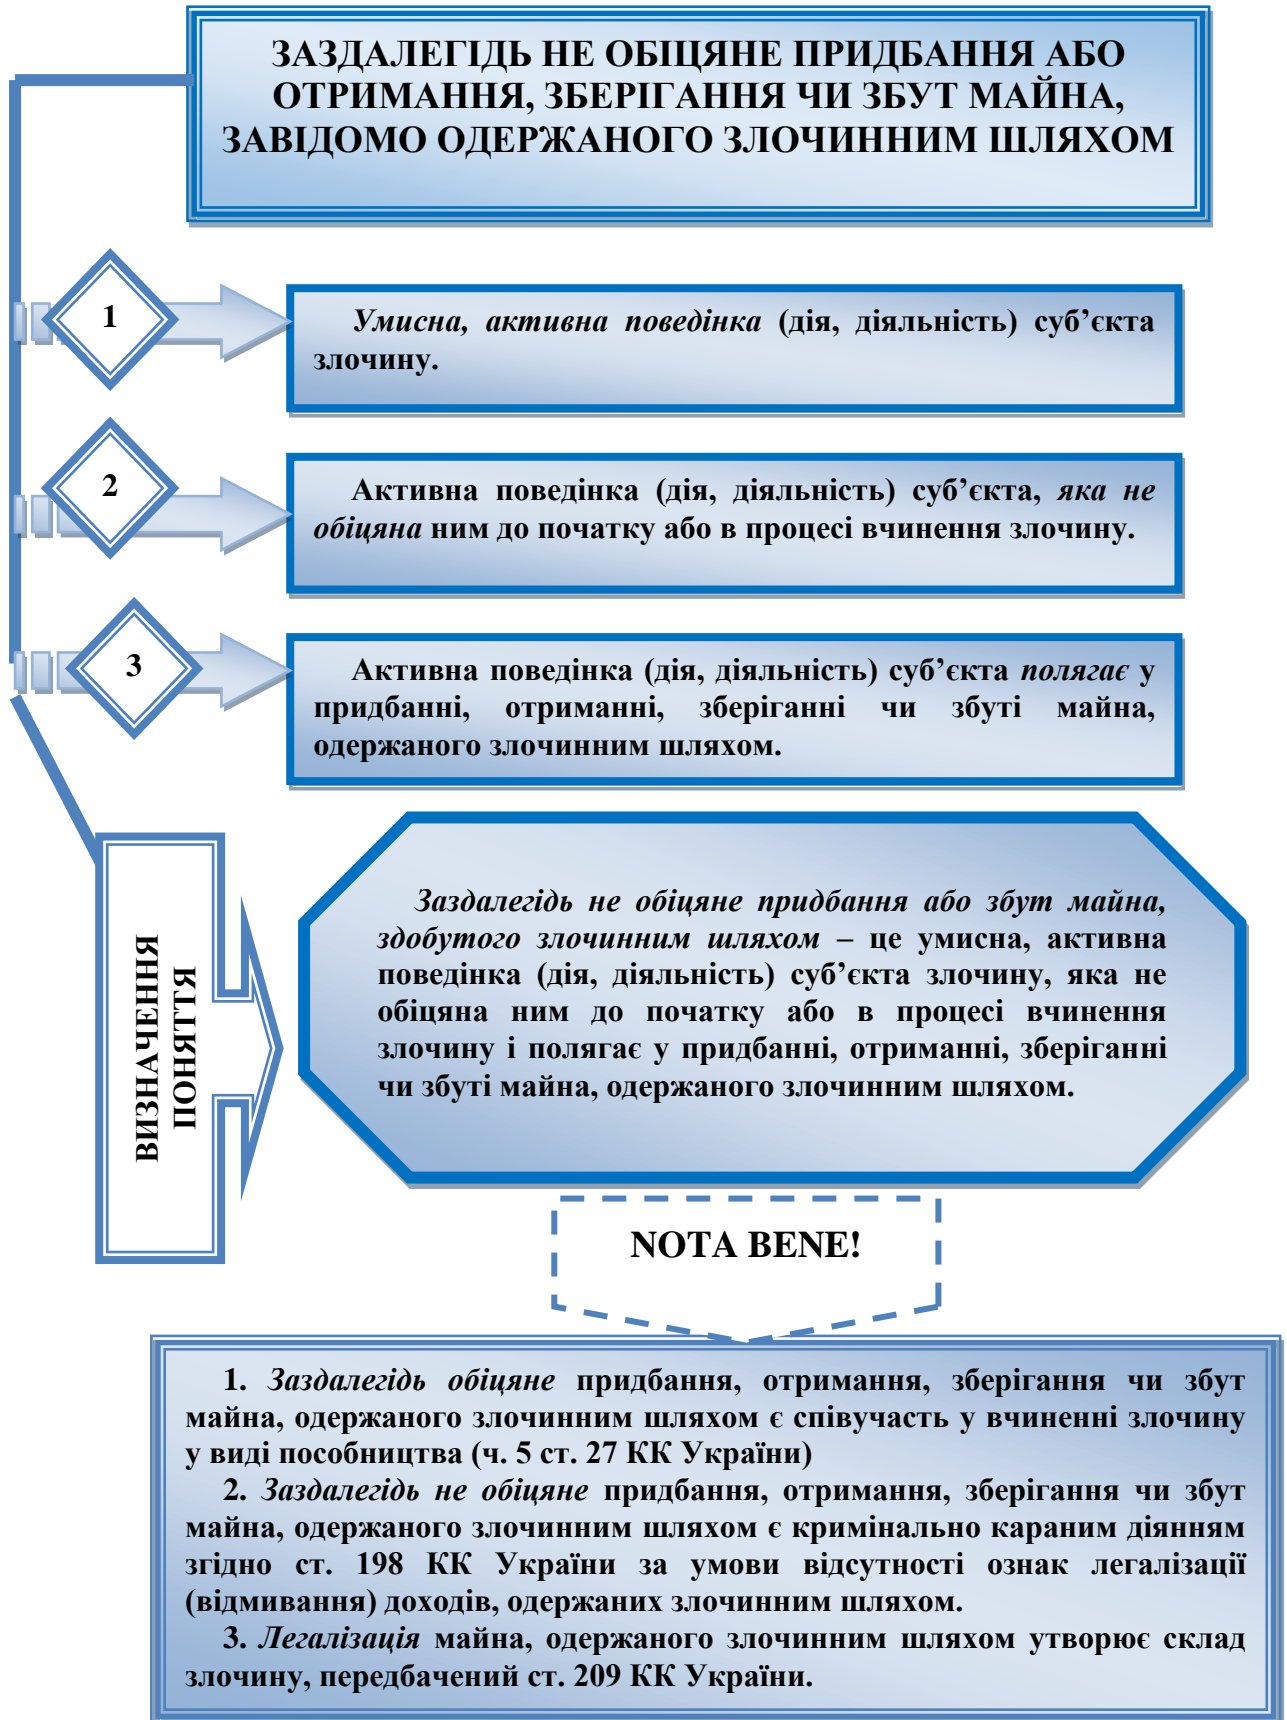 ЗАЗДАЛЕГІДЬ НЕ ОБІЦЯНЕ ПРИДБАННЯ АБО
ОТРИМАННЯ, ЗБЕРІГАННЯ ЧИ ЗБУТ МАЙНА,
ЗАВІДОМО ОДЕРЖАНОГО ЗЛОЧИННИМ ШЛЯХОМ
1
Умисна, активна поведінка (дія, діяльність) суб’єкта
злочину.
2
Активна поведінка (дія, діяльність) суб’єкта, яка не
обіцяна ним до початку або в процесі вчинення злочину.
3
Активна поведінка (дія, діяльність) суб’єкта полягає у
придбанні, отриманні, зберіганні чи збуті майна,
одержаного злочинним шляхом.
ВИЗНАЧЕННЯ
ПОНЯТТЯ
Заздалегідь не обіцяне придбання або збут майна,
здобутого злочинним шляхом – це умисна, активна
поведінка (дія, діяльність) суб’єкта злочину, яка не
обіцяна ним до початку або в процесі вчинення
злочину і полягає у придбанні, отриманні, зберіганні
чи збуті майна, одержаного злочинним шляхом.
NOTA BENE!
1. Заздалегідь обіцяне придбання, отримання, зберігання чи збут
майна, одержаного злочинним шляхом є співучасть у вчиненні злочину
у виді пособництва (ч. 5 ст. 27 КК України)
2. Заздалегідь не обіцяне придбання, отримання, зберігання чи збут
майна, одержаного злочинним шляхом є кримінально караним діянням
згідно ст. 198 КК України за умови відсутності ознак легалізації
(відмивання) доходів, одержаних злочинним шляхом.
3. Легалізація майна, одержаного злочинним шляхом утворює склад
злочину, передбачений ст. 209 КК України.